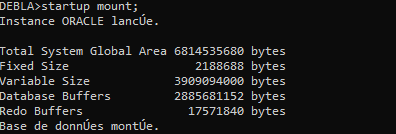 DEBLA>startup mount;
Instance ORACLE lancÚe.
Total System Global Area 6814535680 bytes
Fixed Size 2188688 bytes
Variable Size 3909094000 bytes
Database Buffers 2885681152 bytes
Redo Buffers 17571840 bytes
Base de donnÚes montÚe.